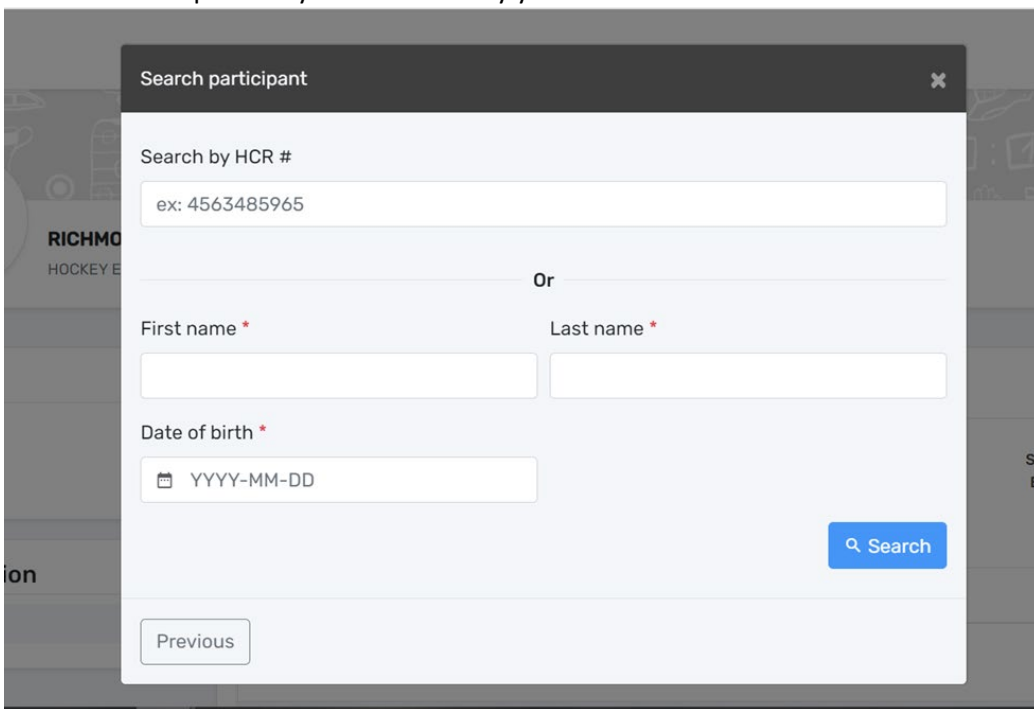 Search participant
Search by HCR #
ex: 4563485965
RICHMO
HOCKEY E
Or
First name *
Last name *
Date of birth *
YYYY-MM-DD
Search
ion
Previous